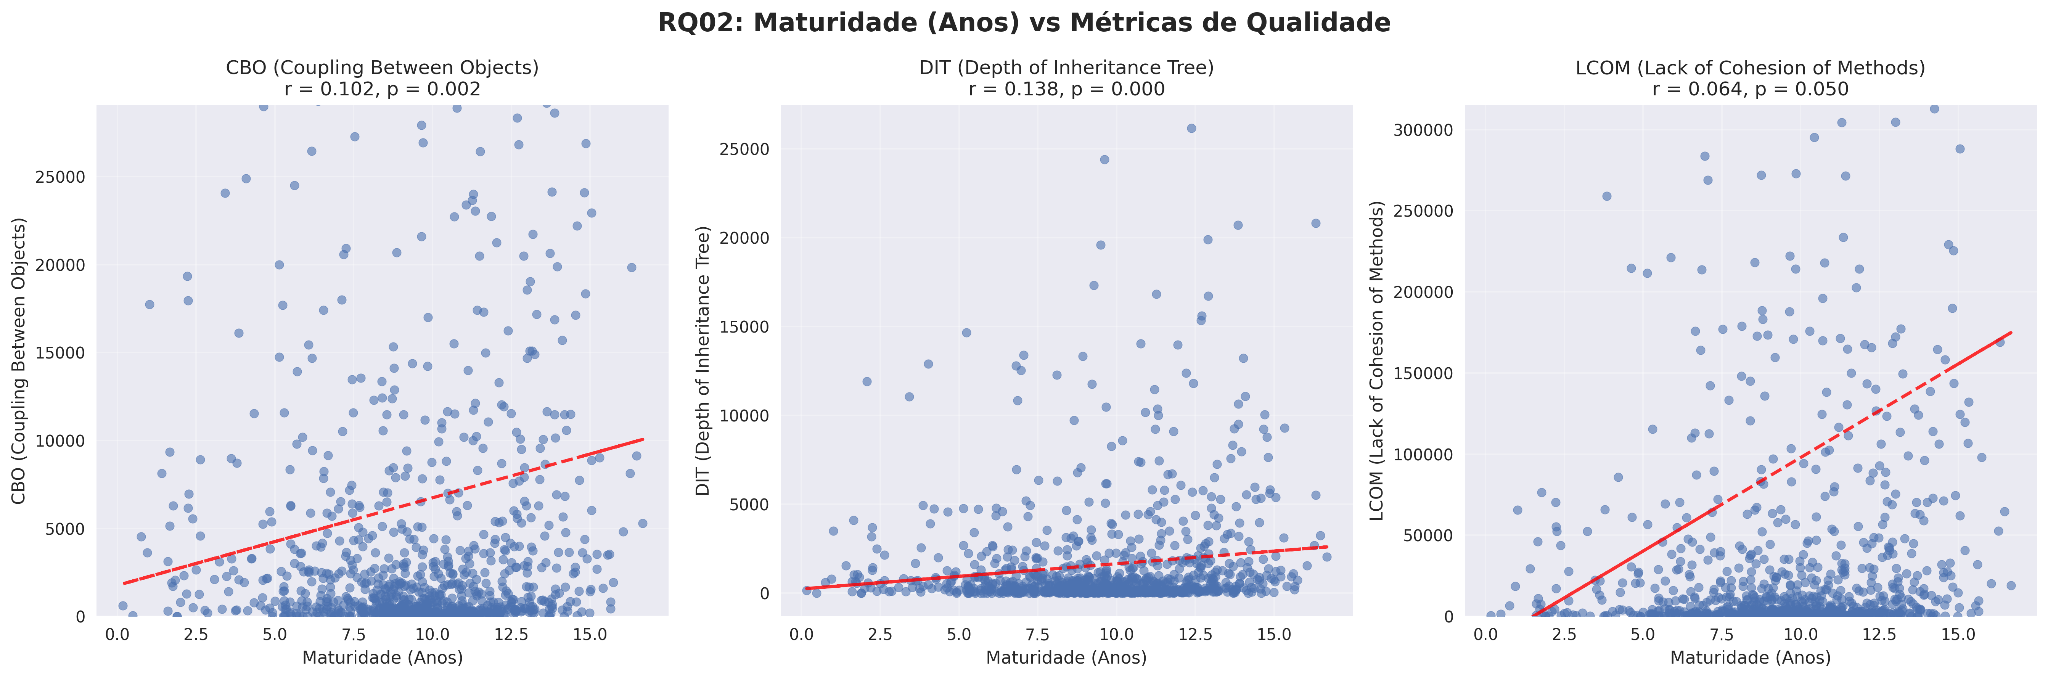 RQ02: Maturidade (Anos) vs Métricas de Qualidade
CBO (Coupling Between Objects)
r = 0.102, p = 0.002
CBO (Coupling Between Objects)
25000
20000
15000
10000
5000
0
0.0 2.5 5.0 7.5 10.0 12.5 15.0
Maturidade (Anos)
DIT (Depth of Inheritance Tree)
r = 0.138, p = 0.000
DIT (Depth of Inheritance Tree)
25000
20000
15000
10000
5000
0
0.0 2.5 5.0 7.5 10.0 12.5 15.0
Maturidade (Anos)
LCOM (Lack of Cohesion of Methods)
r = 0.064, p = 0.050
LCOM (Lack of Cohesion of Methods)
300000
250000
200000
150000
100000
50000
0
0.0 2.5 5.0 7.5 10.0 12.5 15.0
Maturidade (Anos)